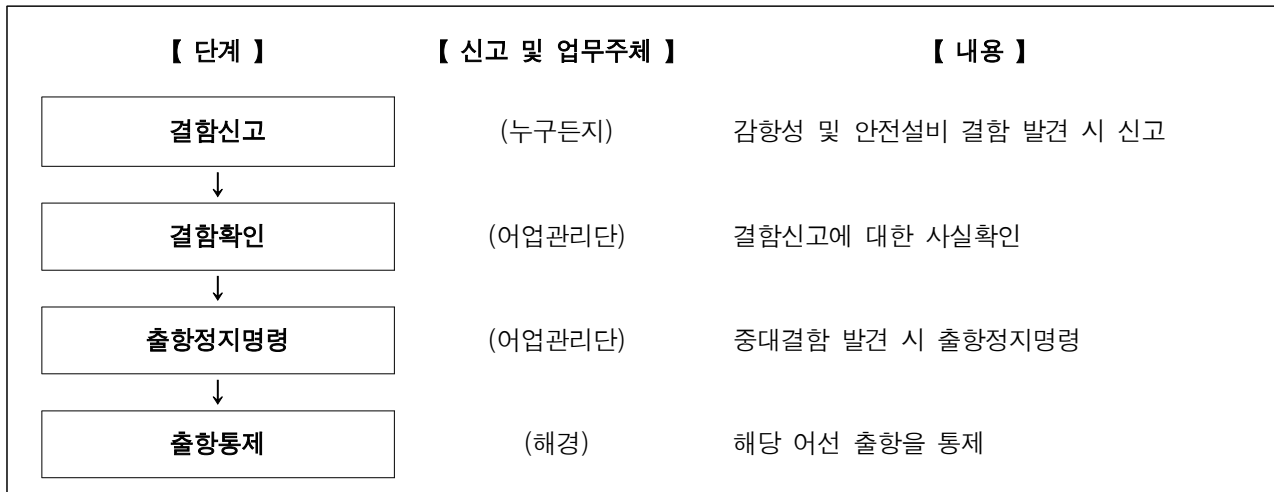 【 단계 】 【 신고 및 업무주체 】 【 내용 】
결함신고 (누구든지) 감항성 및 안전설비 결함 발견 시 신고
↓
결함확인 (어업관리단) 결함신고에 대한 사실확인
↓
출항정지명령 (어업관리단) 중대결함 발견 시 출항정지명령
↓
출항통제 (해경) 해당 어선 출항을 통제